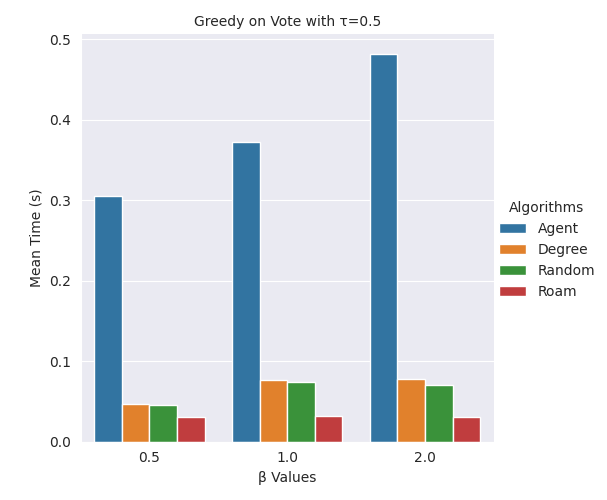 Greedy on Vote with τ=0.5
0.5
0.4
0.3
0.2
0.1
0.0
Mean Time (s)
0.5
1.0
2.0
β Values
Algorithms
Agent
Degree
Random
Roam